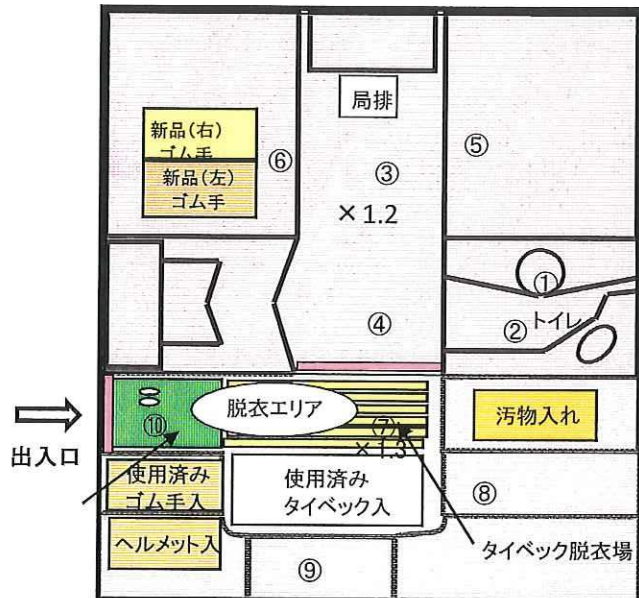 局排
新品(右)
ゴム手
新品(左)
ゴム手
⑥
③
⑤
×1.2
①
④
②
トイレ
出入口
⑩
脱衣エリア
⑦
×1.3
汚物入れ
使用済み
ゴム手入
使用済み
タイベック入
⑧
ヘルメット入
⑨
タイベック脱衣場